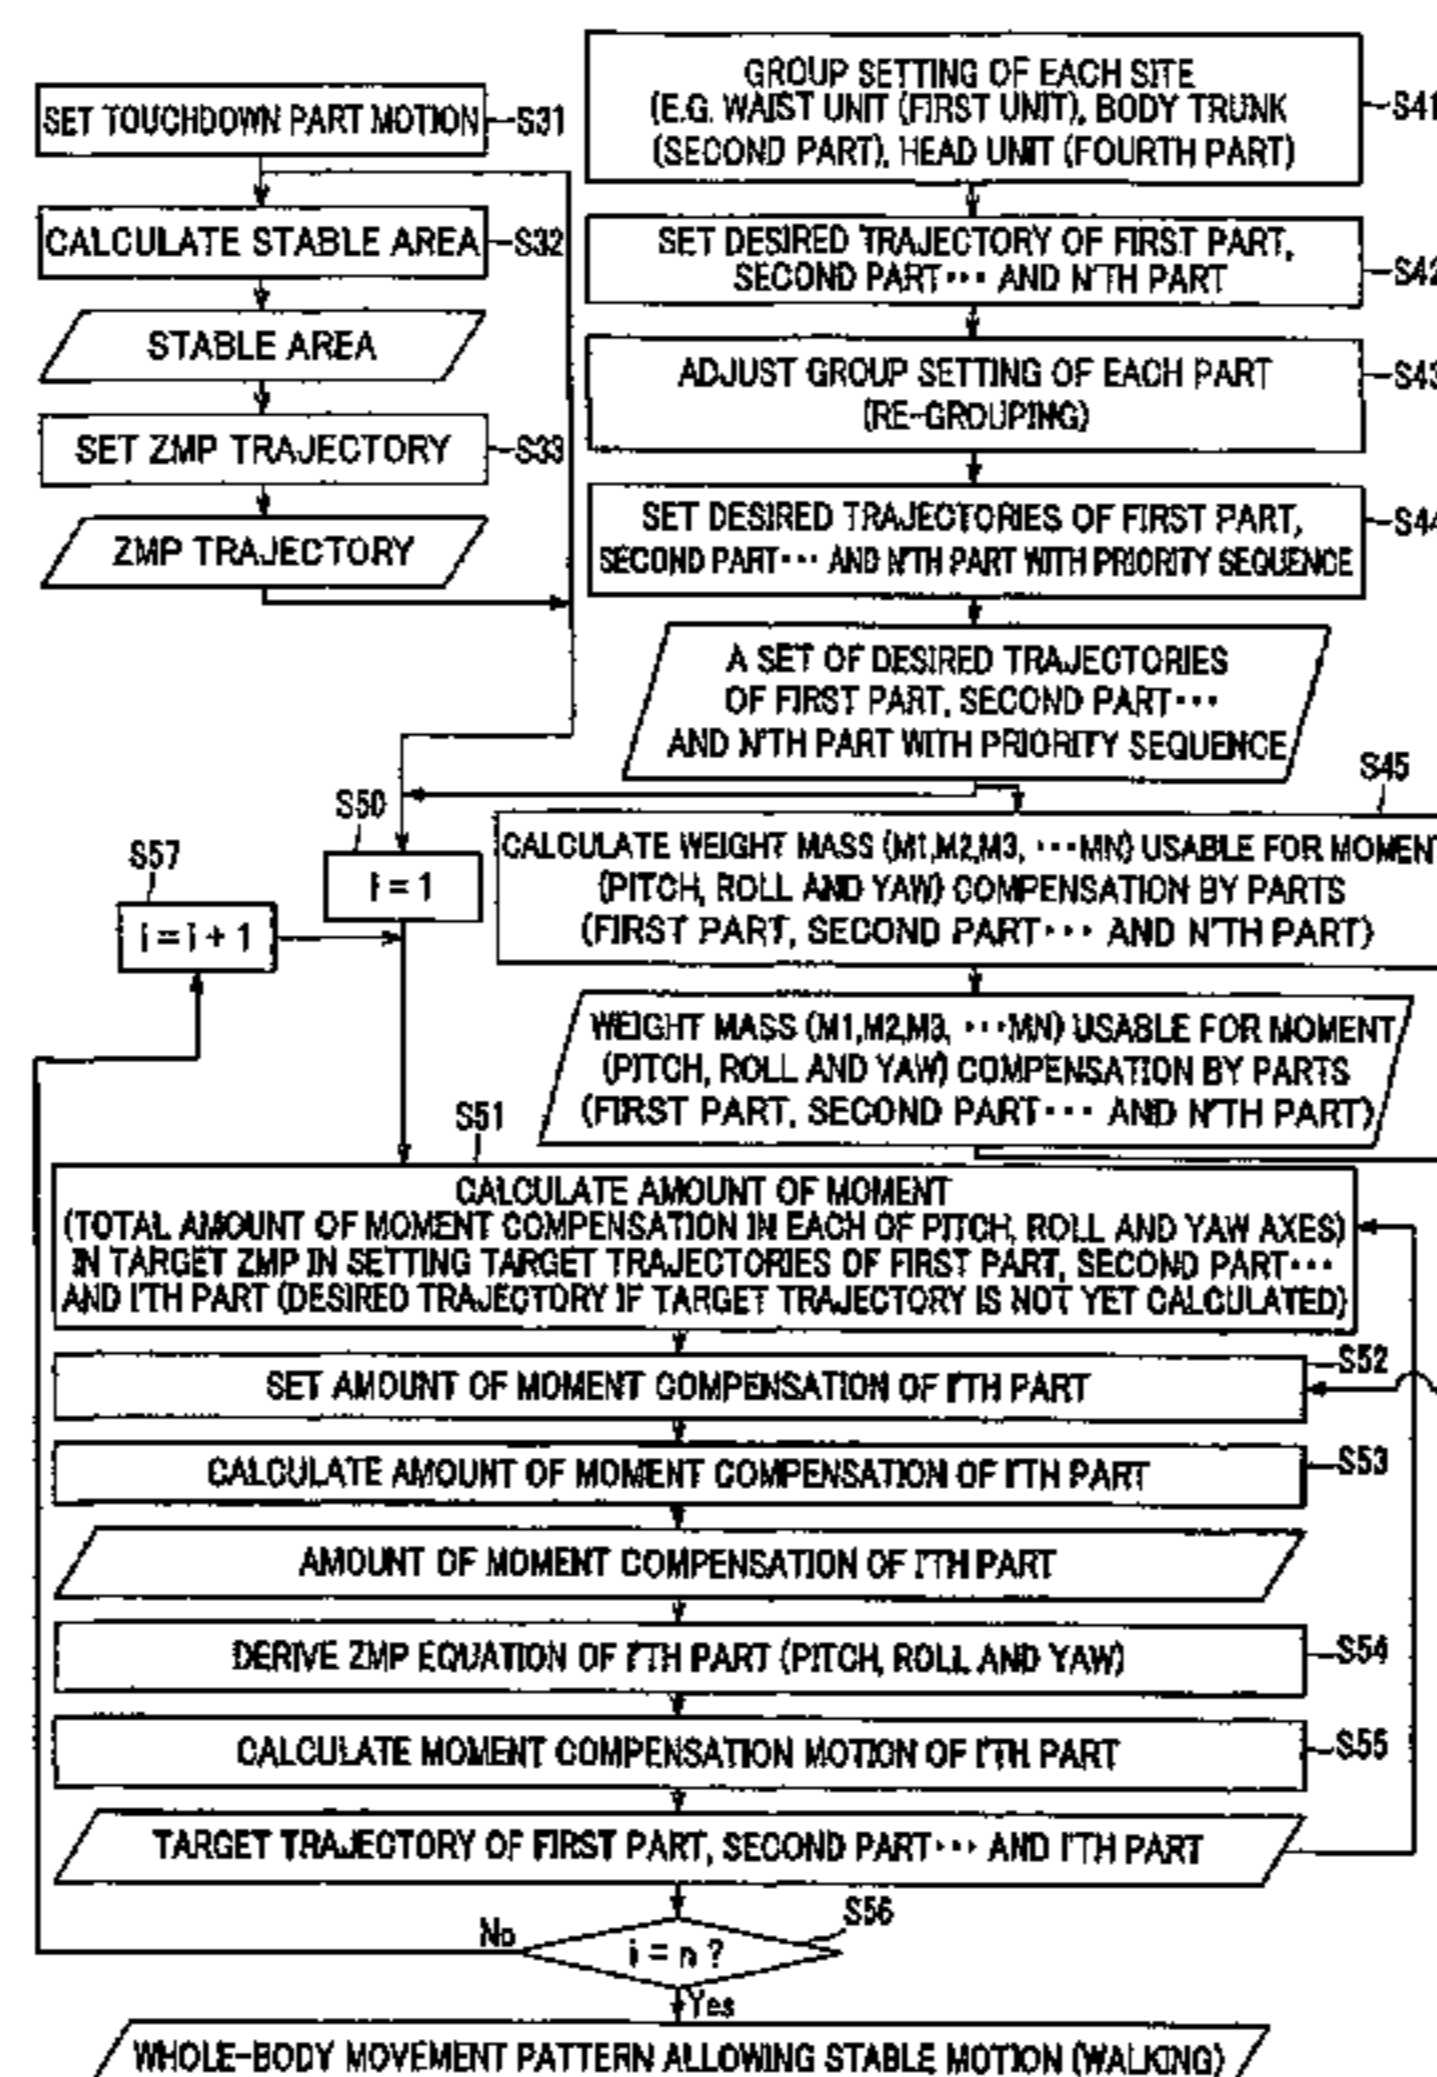 SET TOUCHDOWN PART MOTION
S31
CALCULATE STABLE AREA
S32
STABLE AREA
SET ZMP TRAJECTORY
S33
ZMP TRAJECTORY
GROUP SETTING OF EACH SITE
(E.G. WAIST UNIT (FIRST UNIT), BODY TRUNK
(SECOND PART), HEAD UNIT (FOURTH PART)
S41
SET DESIRED TRAJECTORY OF FIRST PART,
SECOND PART··· AND N'TH PART
S42
ADJUST GROUP SETTING OF EACH PART
(RE-GROUPING)
S43
SET DESIRED TRAJECTORIES OF FIRST PART,
SECOND PART··· AND N'TH PART WITH PRIORITY SEQUENCE
S44
A SET OF DESIRED TRAJECTORIES
OF FIRST PART, SECOND PART···
AND N'TH PART WITH PRIORITY SEQUENCE
S45
CALCULATE WEIGHT MASS (M1,M2,M3, ···MN) USABLE FOR MOMENT
(PITCH, ROLL AND YAW) COMPENSATION BY PARTS
(FIRST PART, SECOND PART··· AND N'TH PART)
S50
i = 1
S57
i = i + 1
WEIGHT MASS (M1,M2,M3, ···MN) USABLE FOR MOMENT
(PITCH, ROLL AND YAW) COMPENSATION BY PARTS
(FIRST PART, SECOND PART··· AND N'TH PART)
S51
CALCULATE AMOUNT OF MOMENT
(TOTAL AMOUNT OF MOMENT COMPENSATION IN EACH OF PITCH, ROLL AND YAW AXES)
IN TARGET ZMP IN SETTING TARGET TRAJECTORIES OF FIRST PART, SECOND PART···
AND I'TH PART (DESIRED TRAJECTORY IF TARGET TRAJECTORY IS NOT YET CALCULATED)
SET AMOUNT OF MOMENT COMPENSATION OF I'TH PART
S52
CALCULATE AMOUNT OF MOMENT COMPENSATION OF I'TH PART
S53
AMOUNT OF MOMENT COMPENSATION OF I'TH PART
DERIVE ZMP EQUATION OF I'TH PART (PITCH, ROLL AND YAW)
S54
CALCULATE MOMENT COMPENSATION MOTION OF I'TH PART
S55
TARGET TRAJECTORY OF FIRST PART, SECOND PART··· AND I'TH PART
S56
No
i = n ?
Yes
WHOLE-BODY MOVEMENT PATTERN ALLOWING STABLE MOTION (WALKING)